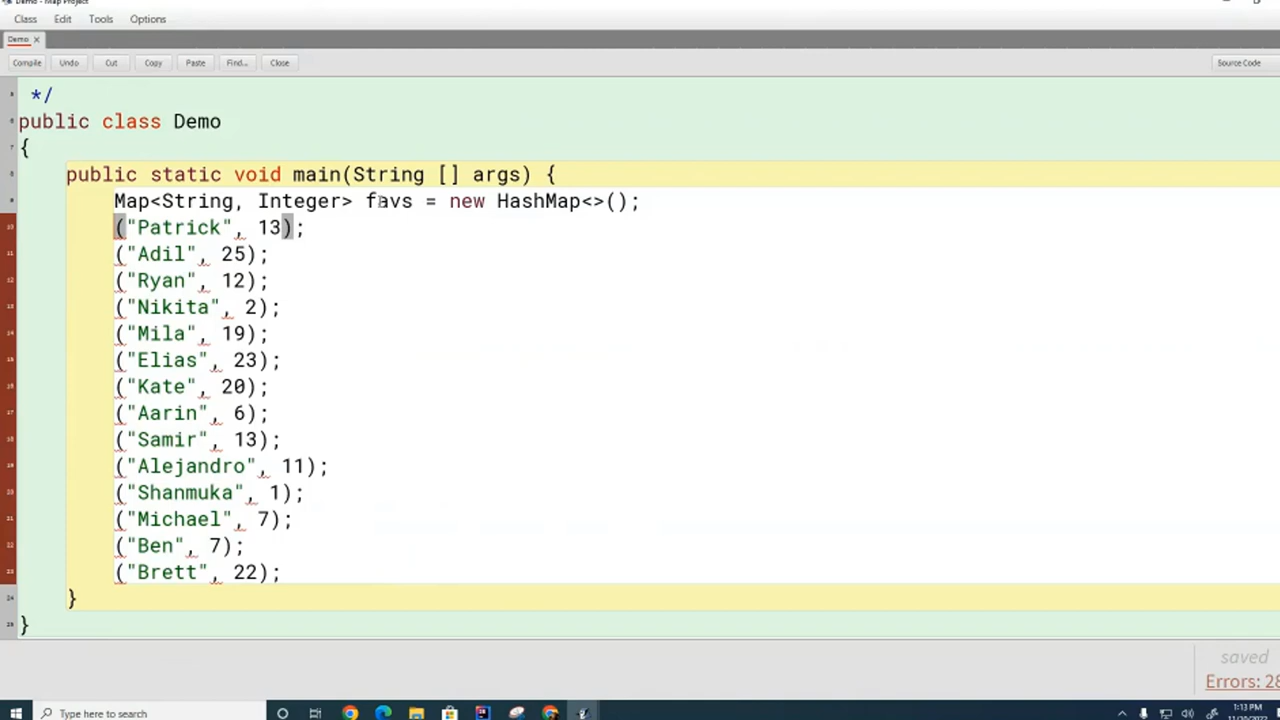 Demo - Map Project
Class Edit Tools Options
Demo
Compile Undo Cut Copy Paste Find... Close Source Code
*/
public class Demo
{
public static void main(String [] args) {
Map<String, Integer> favs = new HashMap<>();
("Patrick", 13);
("Adil", 25);
("Ryan", 12);
("Nikita", 2);
("Mila", 19);
("Elias", 23);
("Kate", 20);
("Aarin", 6);
("Samir", 13);
("Alejandro", 11);
("Shanmuka", 1);
("Michael", 7);
("Ben", 7);
("Brett", 22);
}
}
saved
Errors: 28
Type here to search
1:13 PM